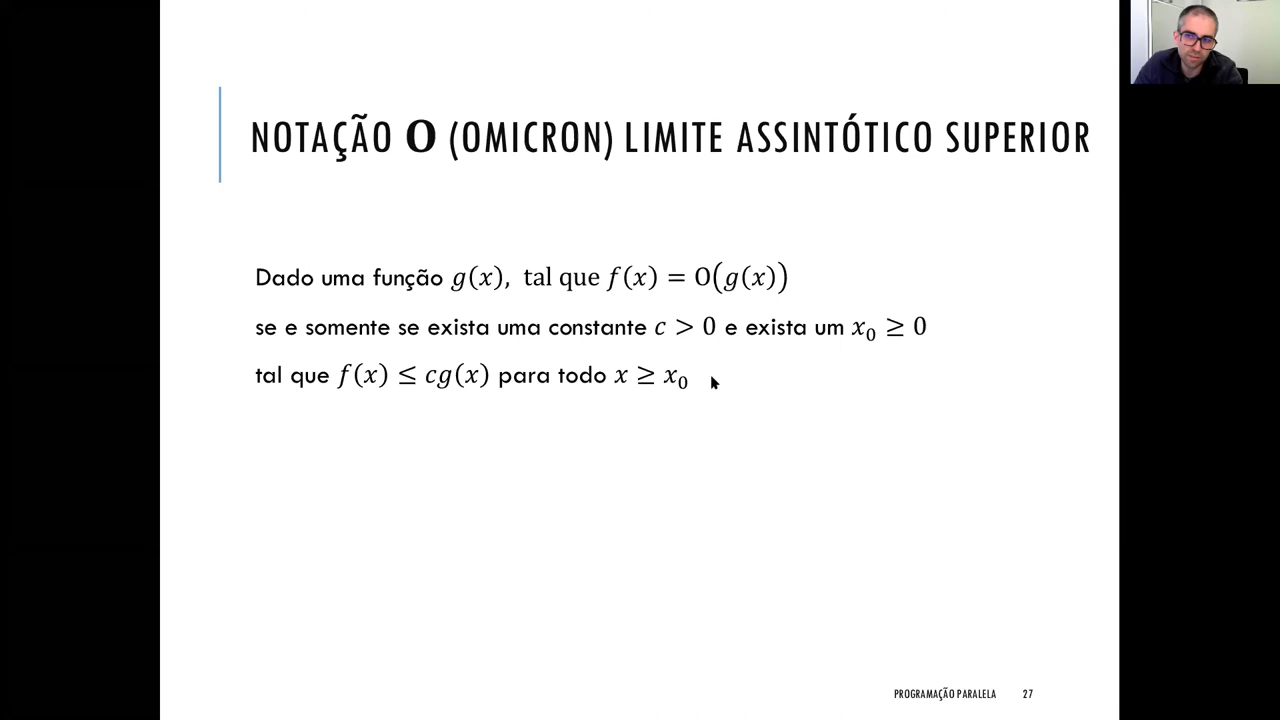 NOTAÇÃO O (OMICRON) LIMITE ASSINTÓTICO SUPERIOR
Dado uma função g(x), tal que f(x) = O(g(x))
se e somente se exista uma constante c > 0 e exista um x₀ ≥ 0
tal que f(x) ≤ cg(x) para todo x ≥ x₀
PROGRAMAÇÃO PARALELA 27